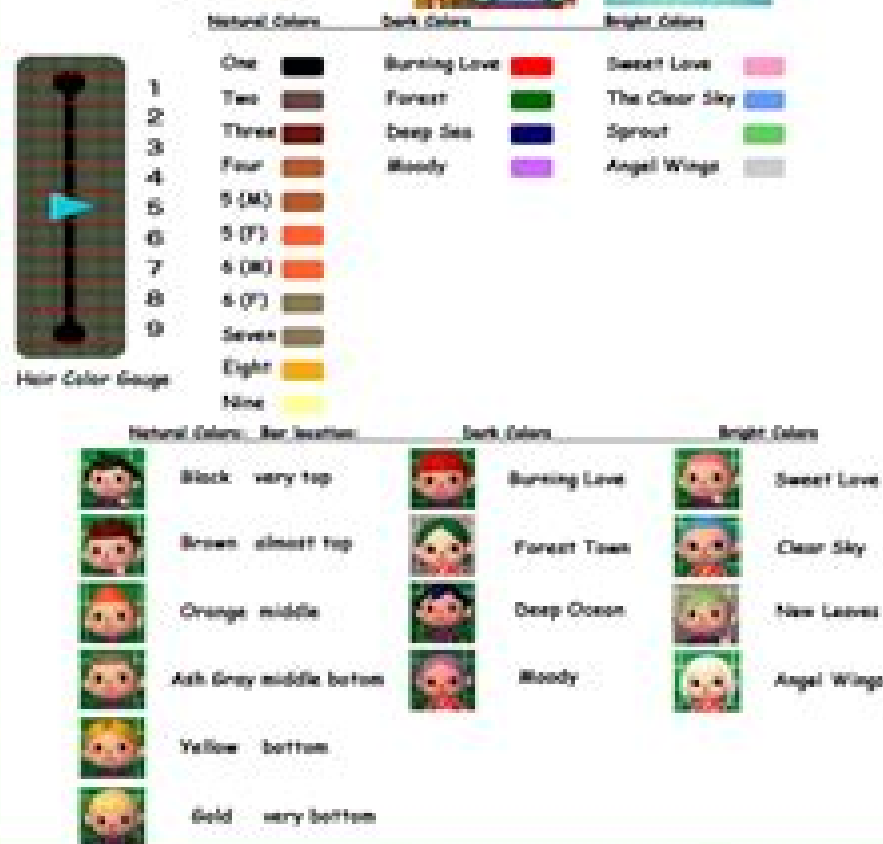 Natural Colors Dark Colors Bright Colors
One Burning Love Sweet Love
Two Forest The Clear Sky
Three Deep Sea Sprout
Four Moody Angel Wings
5 (M)
5 (F)
6 (M)
6 (F)
Seven
Eight
Nine
1
2
3
4
5
6
7
8
9
Hair Color Gauge
Natural Colors: Bar location: Dark Colors Bright Colors
Black very top Burning Love Sweet Love
Brown almost top Forest Town Clear Sky
Orange middle Deep Ocean New Leaves
Ash Gray middle botom Moody Angel Wings
Yellow bottom
Gold very bottom